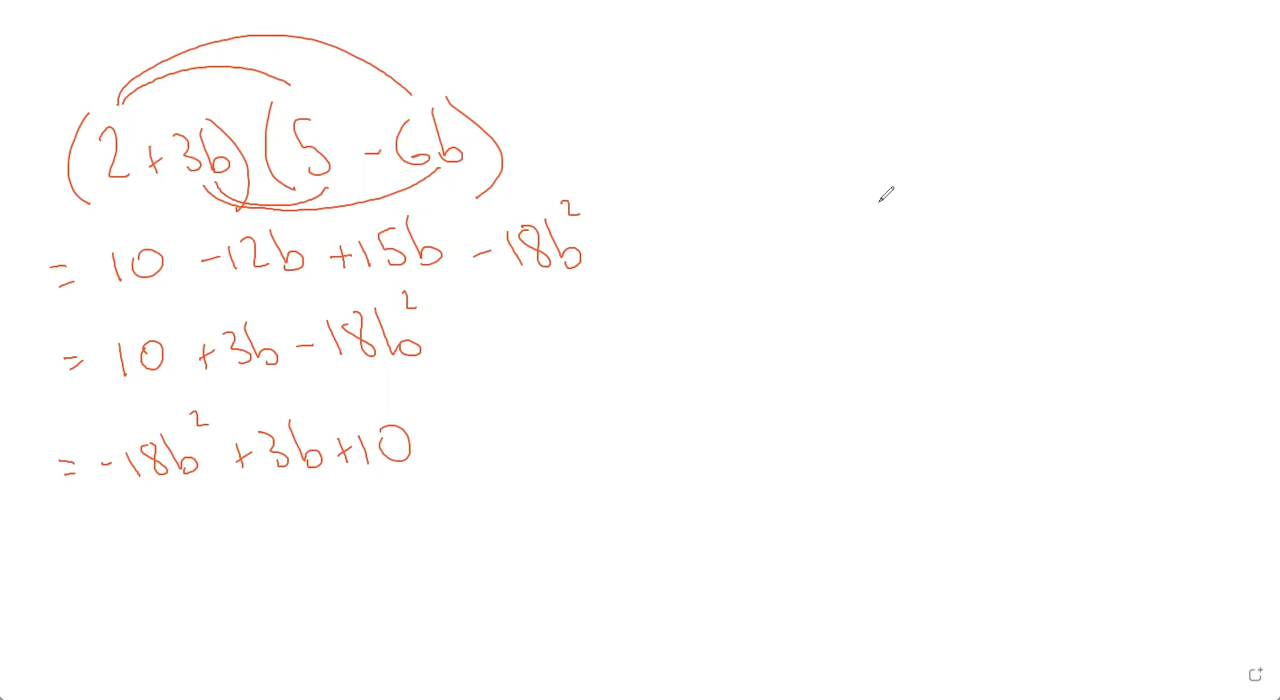 (2 + 3b)(5 - 6b)
= 10 - 12b + 15b - 18b²
= 10 + 3b - 18b²
= -18b² + 3b + 10